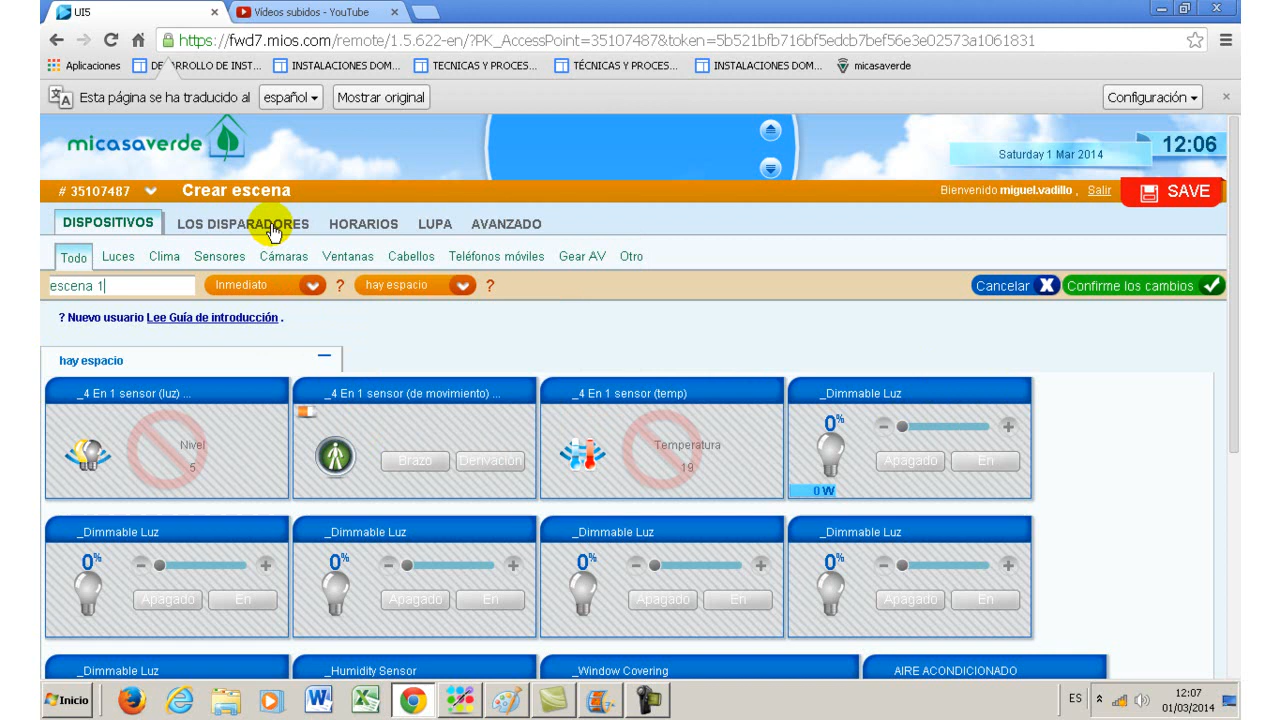 UI5 × Vídeos subidos - YouTube ×
https://fwd7.mios.com/remote/1.5.622-en/?PK_AccessPoint=35107487&token=5b521bfb716bf5edcb7bef56e3e02573a1061831
Aplicaciones DE RROLLO DE INST... INSTALACIONES DOM... TECNICAS Y PROCES... TÉCNICAS Y PROCES... INSTALACIONES DOM... micasaverde
Esta página se ha traducido al español Mostrar original Configuración ×
micasaverde
Saturday 1 Mar 2014 12:06
# 35107487 Crear escena Bienvenido miguel.vadillo , Salir SAVE
DISPOSITIVOS LOS DISPARADORES HORARIOS LUPA AVANZADO
Todo Luces Clima Sensores Cámaras Ventanas Cabellos Teléfonos móviles Gear AV Otro
escena 1 Inmediato ? hay espacio ? Cancelar X Confirme los cambios
? Nuevo usuario Lee Guía de introducción .
hay espacio
_4 En 1 sensor (luz) ... _4 En 1 sensor (de movimiento) ... _4 En 1 sensor (temp) _Dimmable Luz
Nivel 5 Brazo Derivación Temperatura 19 0% Apagado En 0 W
_Dimmable Luz _Dimmable Luz _Dimmable Luz _Dimmable Luz
0% 0% 0% 0%
Apagado En Apagado En Apagado En Apagado En
_Dimmable Luz _Humidity Sensor _Window Covering AIRE ACONDICIONADO
Inicio ES 12:07
01/03/2014